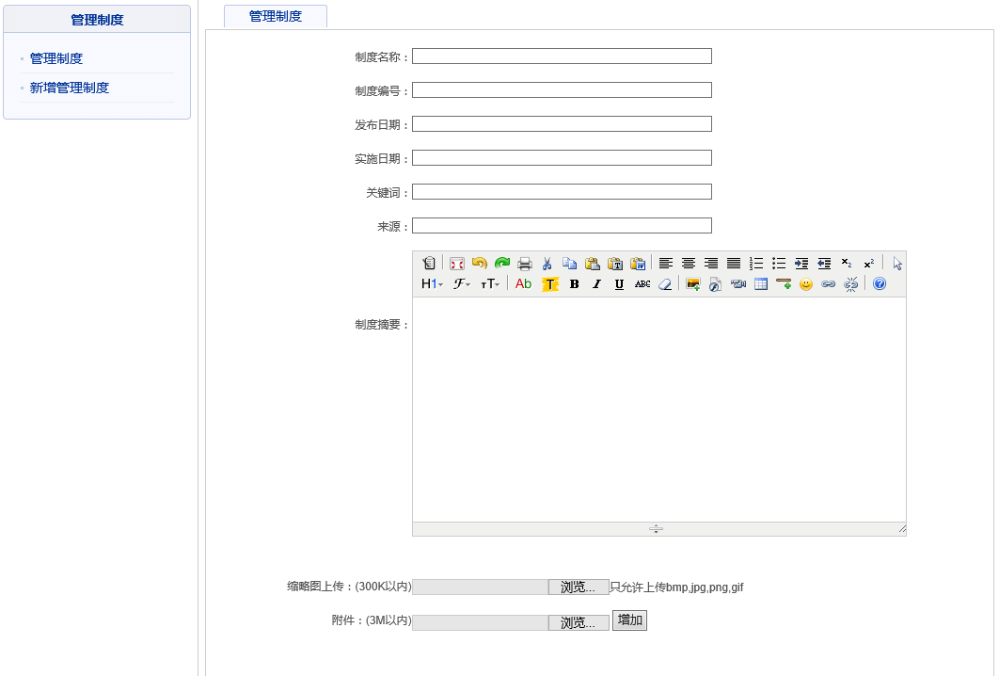 管理制度
管理制度
新增管理制度
管理制度
制度名称：
制度编号：
发布日期：
实施日期：
关键词：
来源：
H1 F тT Ab T B I U ABC
制度摘要：
缩略图上传：(300K以内) 浏览... 只允许上传bmp,jpg,png,gif
附件：(3M以内) 浏览... 增加